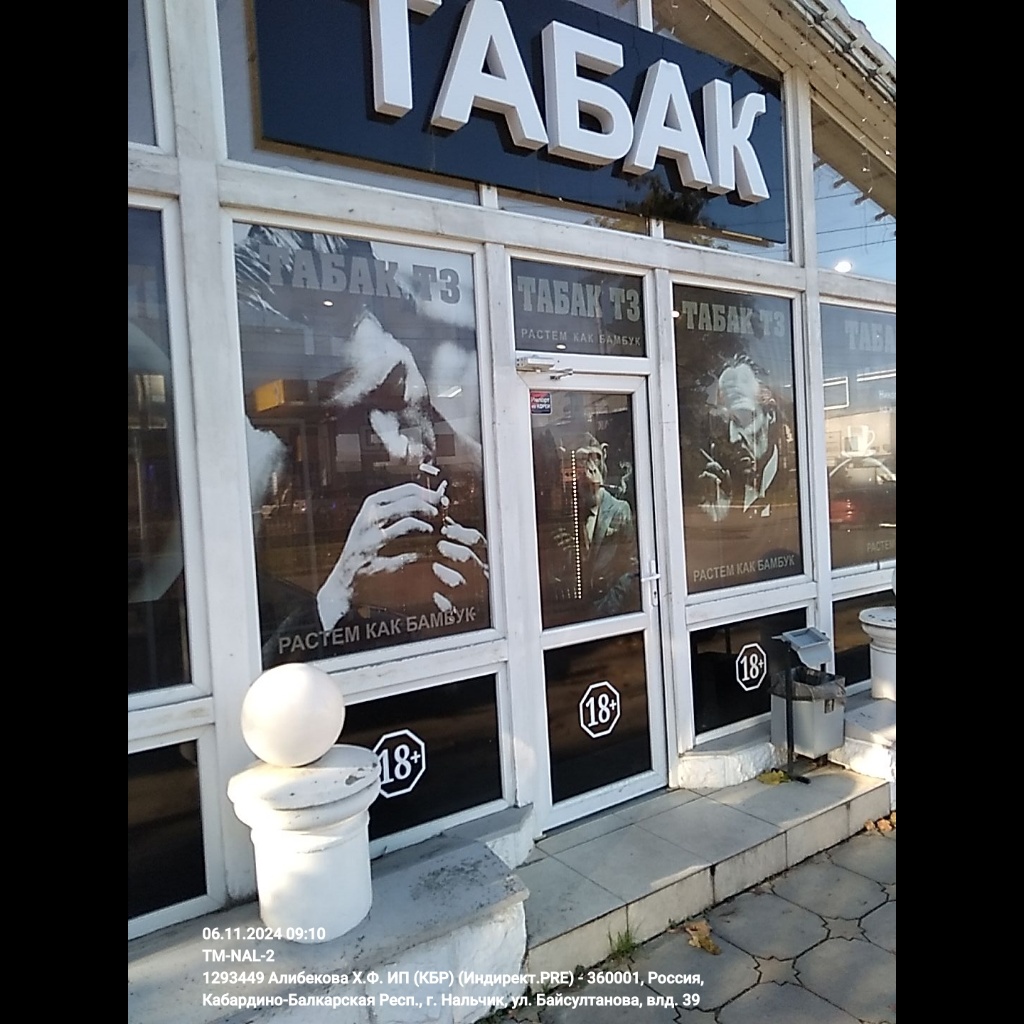 ТАБАК
ТАБАК ТЗ
ТАБАК ТЗ
РАСТЕМ КАК БАМБУК
ТАБАК ТЗ
РАСТЕМ КАК БАМБУК
РАСТЕМ КАК БАМБУК
18+
18+
18+
06.11.2024 09:10
TM-NAL-2
1293449 Алибекова Х.Ф. ИП (КБР) (Индирект.PRE) - 360001, Россия,
Кабардино-Балкарская Респ., г. Нальчик, ул. Байсултанова, влд. 39